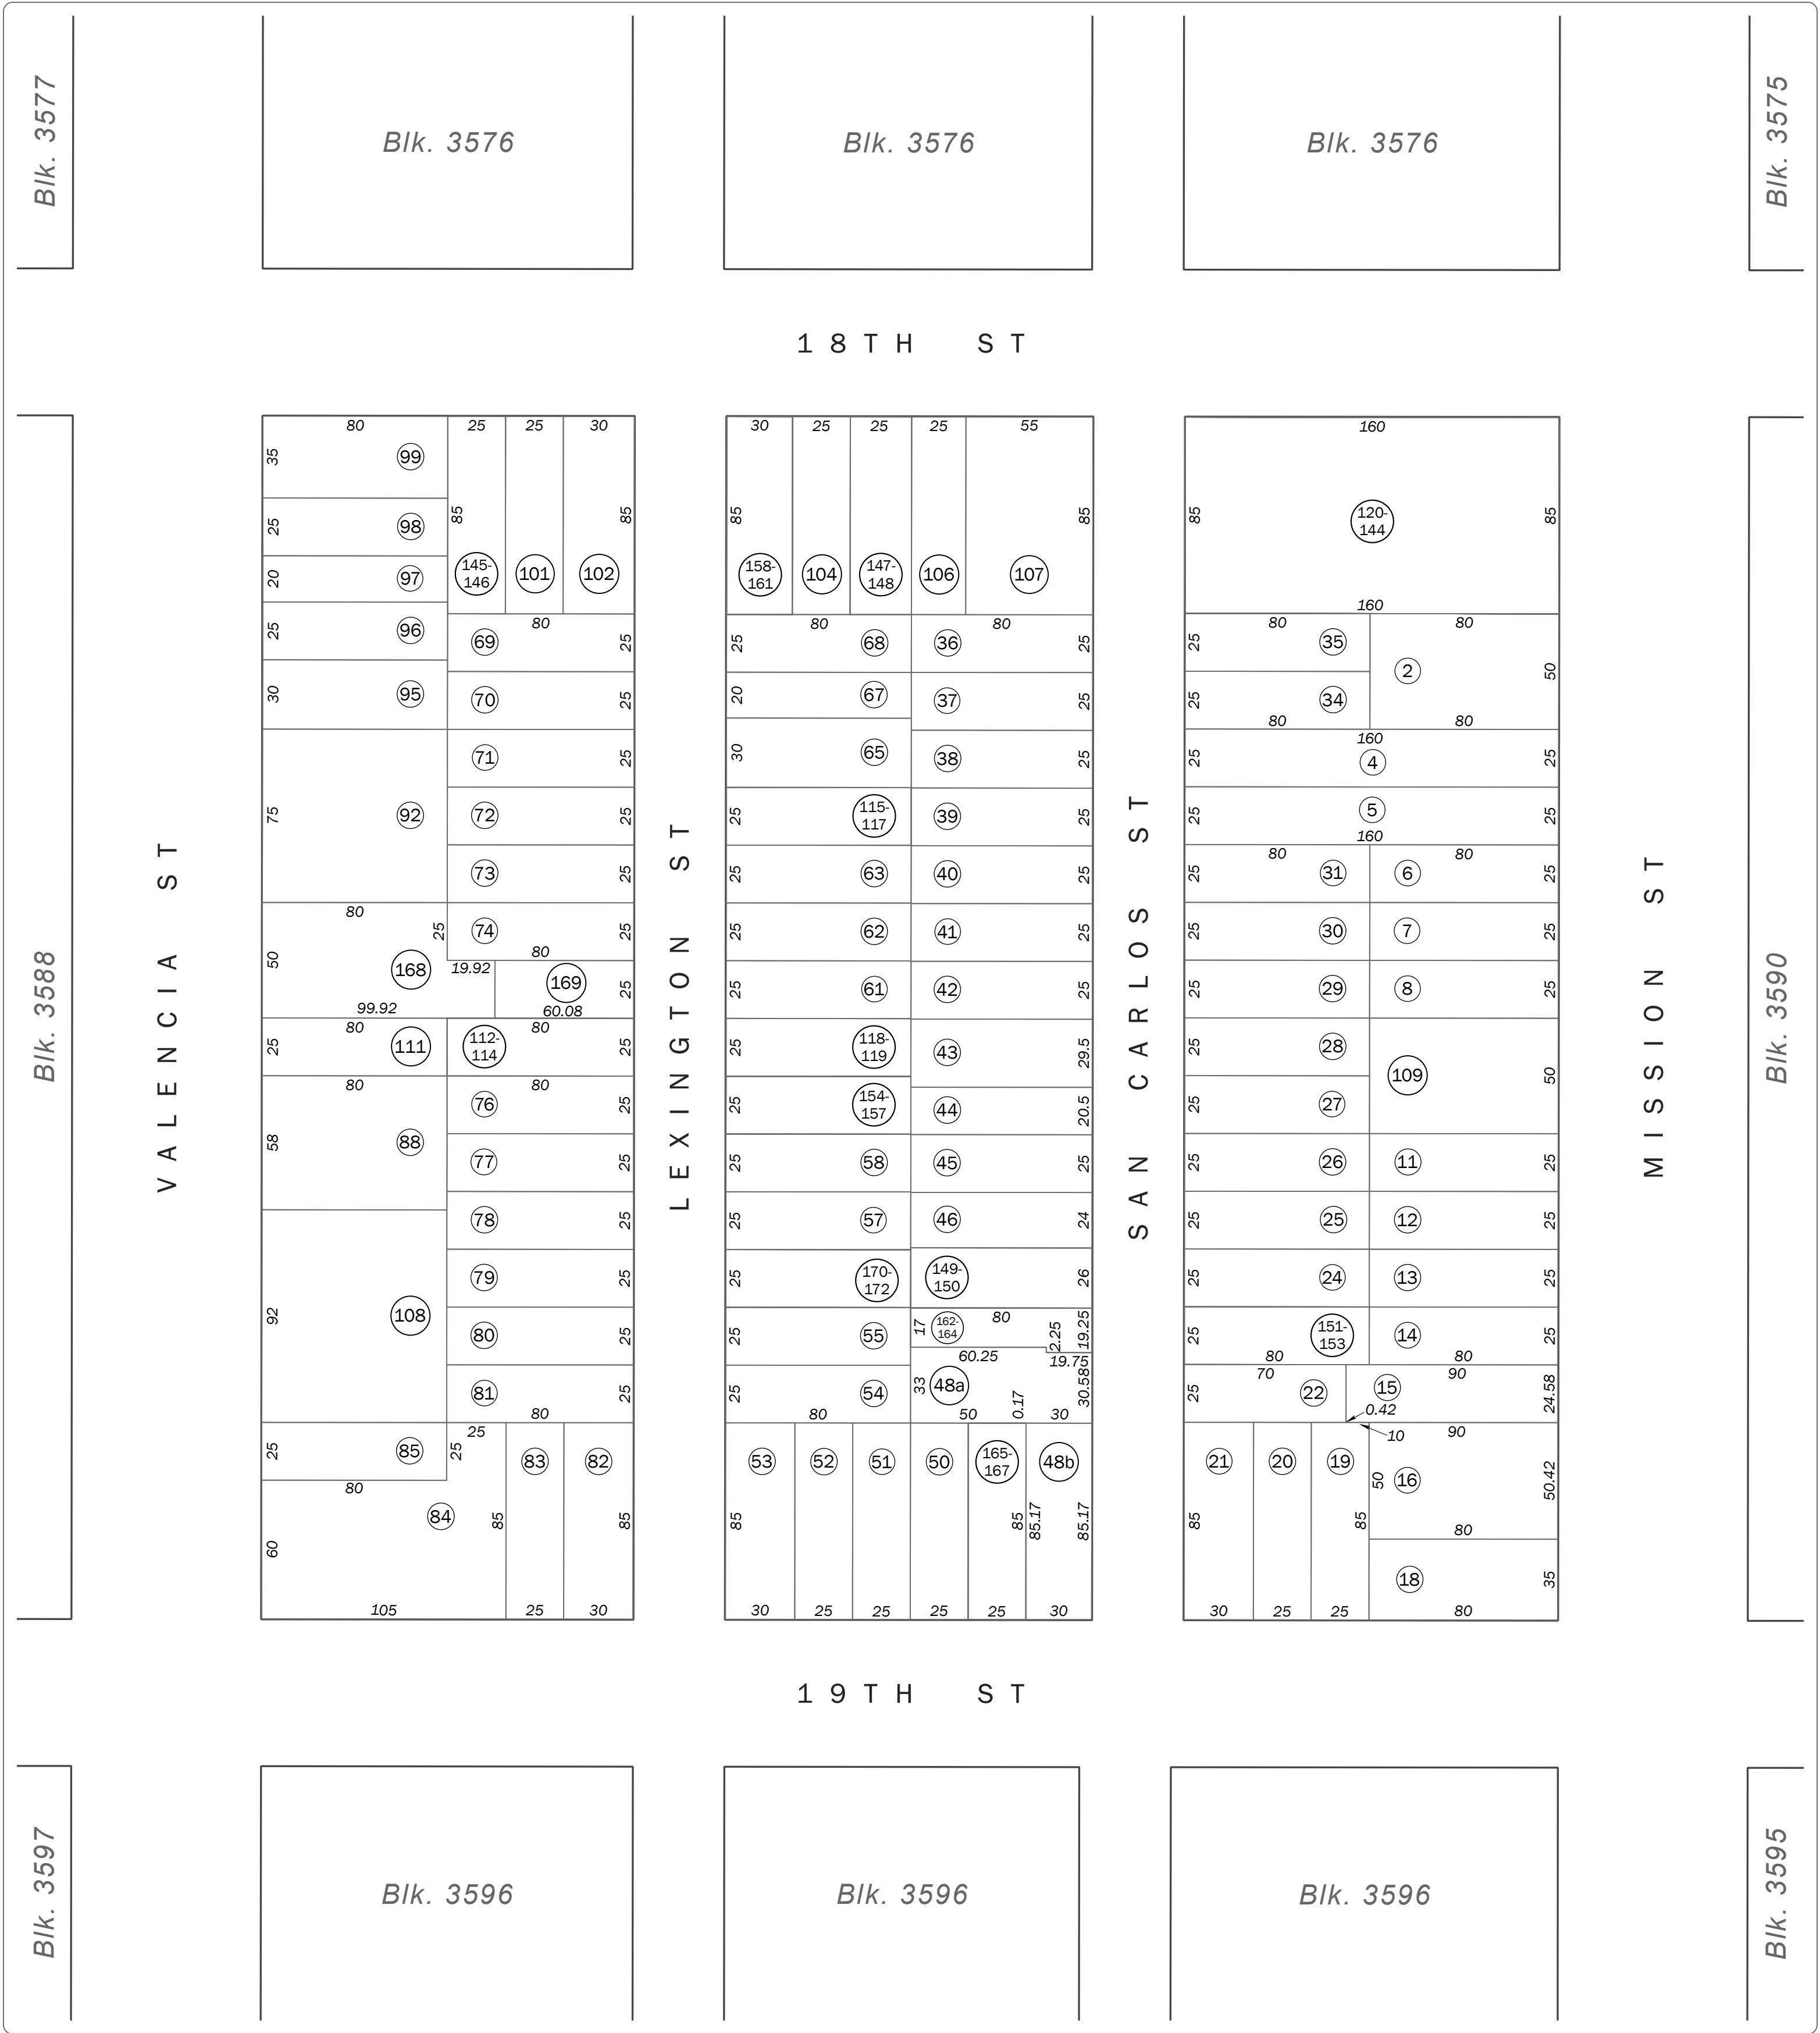 Blk. 3577
Blk. 3576
Blk. 3576
Blk. 3576
Blk. 3575
18TH ST
VALENCIA ST
LEXINGTON ST
SAN CARLOS ST
MISSION ST
Blk. 3588
Blk. 3590
80 25 25 30
35 99
85 85
25 98
20 97
145-
146
101 102
25 96
80
69 25
30 95
70 25
71 25
75 92
72 25
73 25
80
25 74 25
80
50 168
19.92 169 25
99.92 60.08
80 80
25 111
112-
114
25
80 80
76 25
58 88
77 25
78 25
79 25
92 108
80 25
81 25
80
25
25 85 25
83 82
80
84 85 85
60
105 25 30
30 25 25 25 55
85 85
158-
161
104
147-
148
106 107
80 80
25 68 36 25
20 67 37 25
30 65 38 25
25
115-
117
39 25
25 63 40 25
25 62 41 25
25 61 42 25
25
118-
119
43 29.5
25
154-
157
44 20.5
25 58 45 25
25 57 46 24
25
170-
172
149-
150
26
80
25 55 17
162-
164
2.25 19.25
60.25 19.75
25 54 33 48a 0.17 30.58
80 50 30
53 52 51 50
165-
167
48b
85 85 85.17 85.17
30 25 25 25 25 30
160
85
120-
144
85
160
80 80
25 35
2 50
25 34
80 80
160
25 4 25
25 5 25
160
80 80
25 31 6 25
25 30 7 25
25 29 8 25
25 28
109 50
25 27
25 26 11 25
25 25 12 25
25 24 13 25
25
151-
153
14 25
80 80
70 90
25 22 15 24.58
0.42
10 90
21 20 19
50 16 50.42
85 85
80
18 35
30 25 25 80
19TH ST
Blk. 3597
Blk. 3596
Blk. 3596
Blk. 3596
Blk. 3595